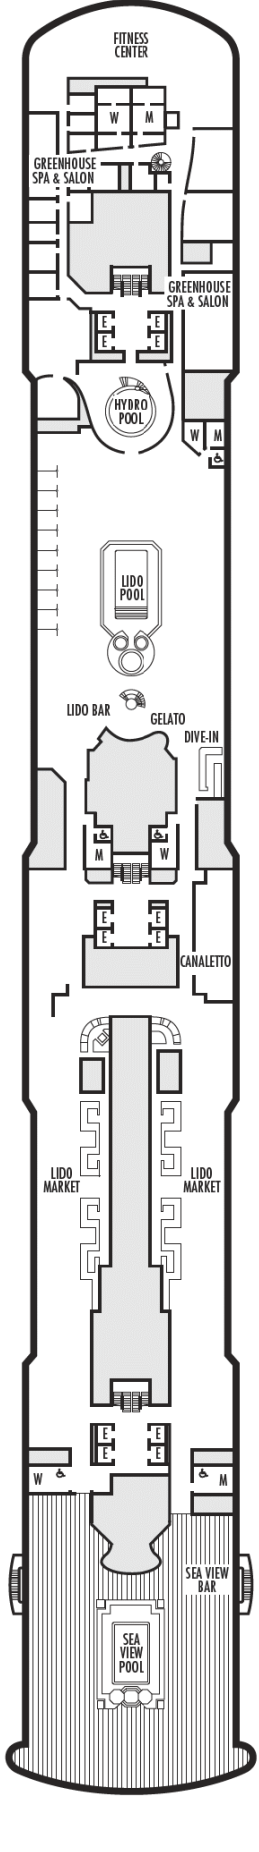 FITNESS
CENTER
W M
GREENHOUSE
SPA & SALON
GREENHOUSE
SPA & SALON
E E
E E
HYDRO
POOL
W M
LIDO
POOL
LIDO BAR
GELATO
DIVE-IN
M W
E E
E E
CANALETTO
LIDO
MARKET
LIDO
MARKET
E E
E E
W M
SEA VIEW
BAR
SEA
VIEW
POOL